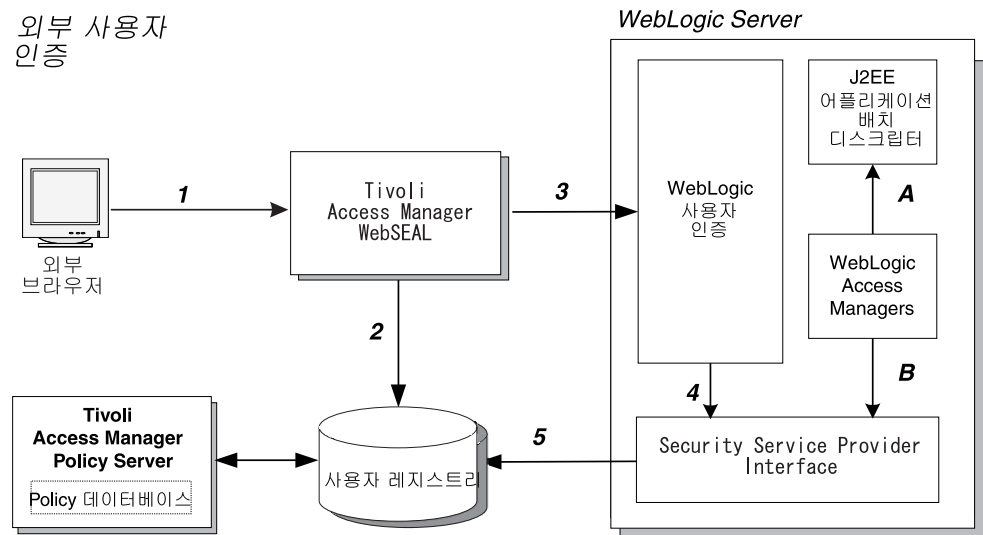 외부 사용자
인증
WebLogic Server
J2EE
어플리케이션
배치
디스크립터
1
Tivoli
Access Manager
WebSEAL
3
WebLogic
사용자
인증
A
외부
브라우저
WebLogic
Access
Managers
2
4
B
Tivoli
Access Manager
Policy Server
Policy 데이터베이스
사용자 레지스트리
5
Security Service Provider
Interface